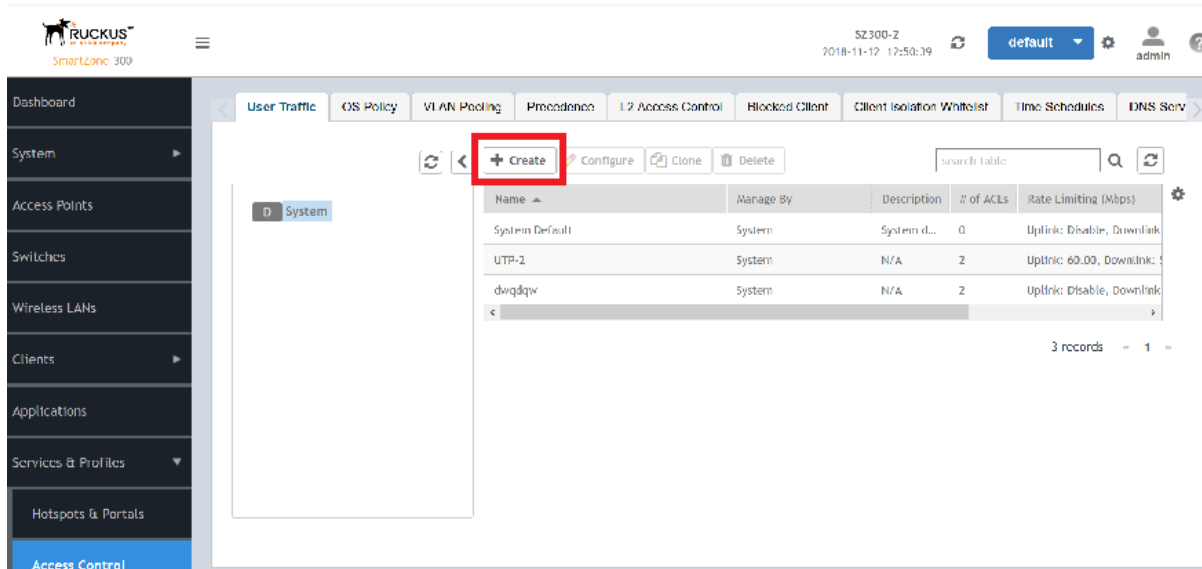 RUCKUS
SmartZone 300
SZ300-2
2018-11-12 12:50:39
default
admin
Dashboard
System
Access Points
Switches
Wireless LANs
Clients
Applications
Services & Profiles
Hotspots & Portals
Access Control
User Traffic OS Policy VLAN Pooling Precedence L2 Access Control Blocked Client Client Isolation Whitelist Time Schedules DNS Serv
+ Create Configure Clone Delete search table
D System
Name Manage By Description # of ACLs Rate Limiting (Mbps)
System Default System System d... 0 Uplink: Disable, Downlink
UTP-2 System N/A 2 Uplink: 60.00, Downlink:
dwqdqw System N/A 2 Uplink: Disable, Downlink
3 records « 1 »